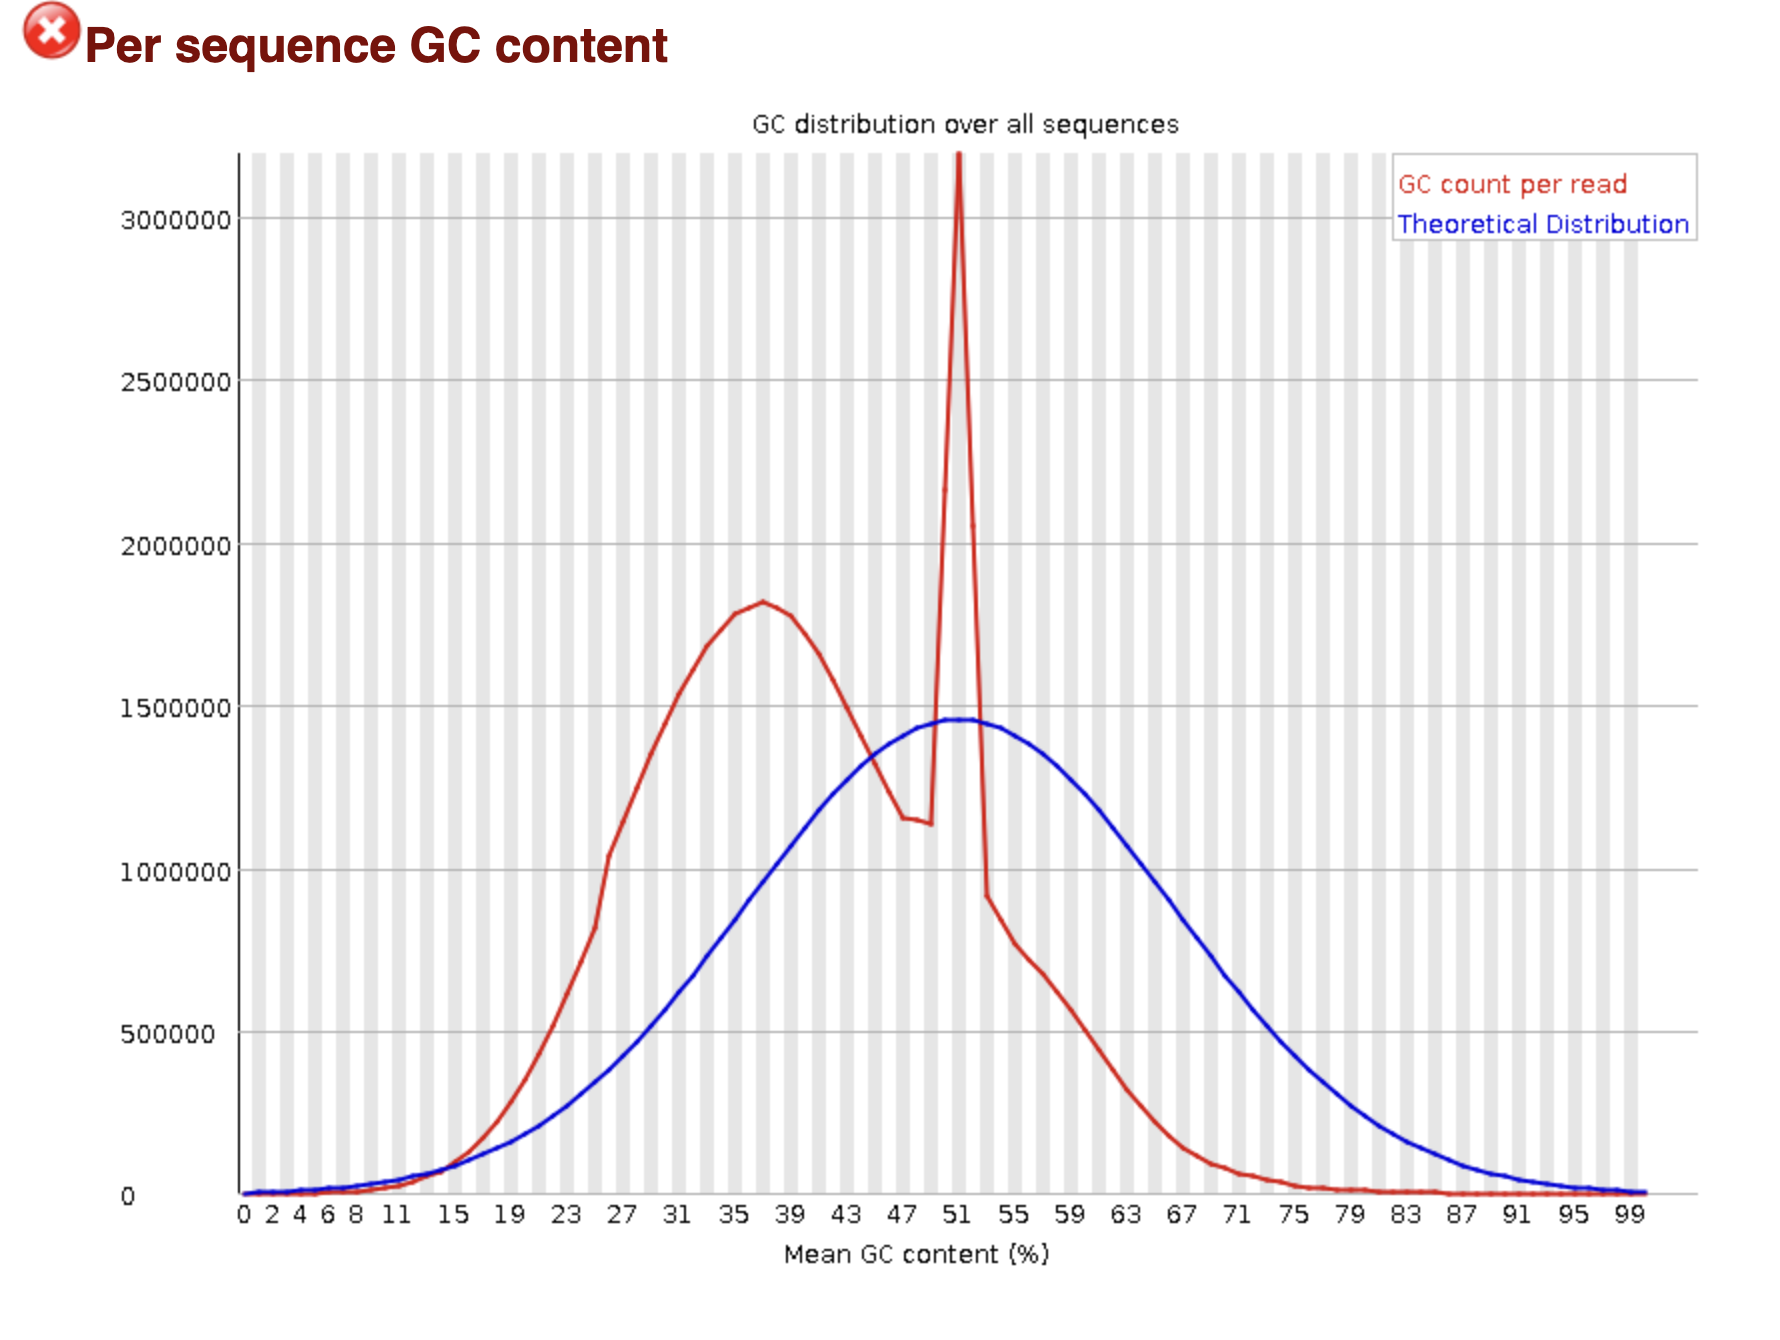 Per sequence GC content
GC distribution over all sequences
GC count per read
Theoretical Distribution
3000000
2500000
2000000
1500000
1000000
500000
0
0 2 4 6 8 11 15 19 23 27 31 35 39 43 47 51 55 59 63 67 71 75 79 83 87 91 95 99
Mean GC content (%)